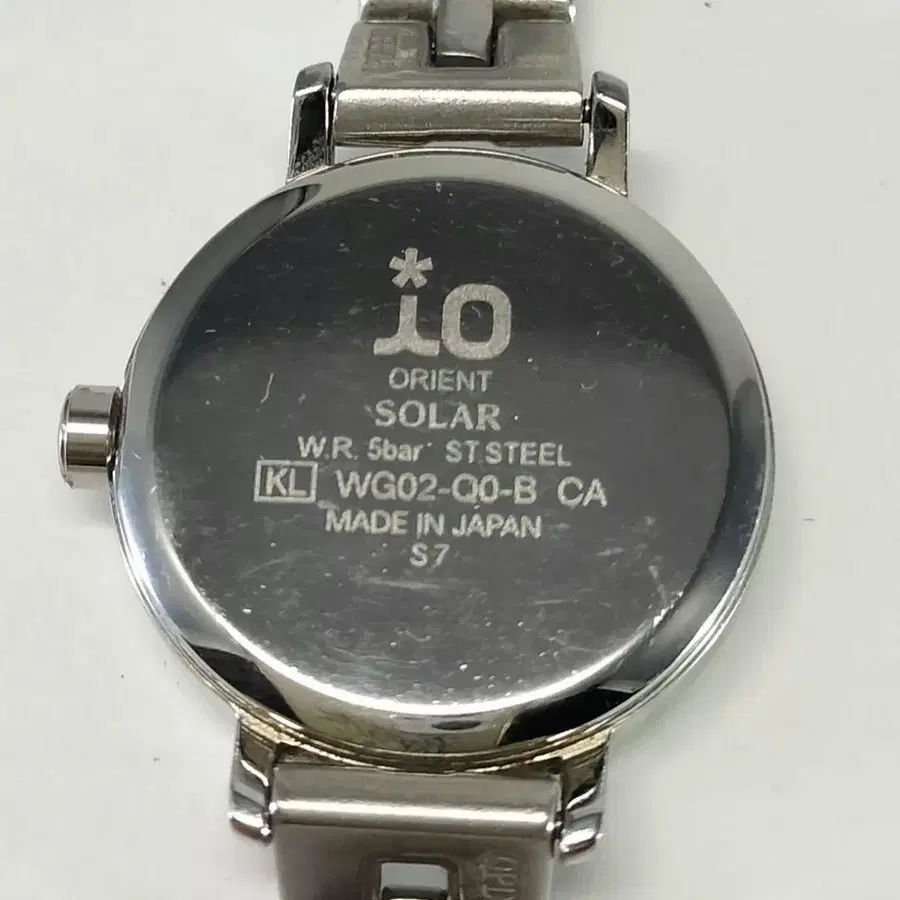 io
ORIENT
SOLAR
W.R. 5bar ST.STEEL
KL WG02-Q0-B CA
MADE IN JAPAN
S7